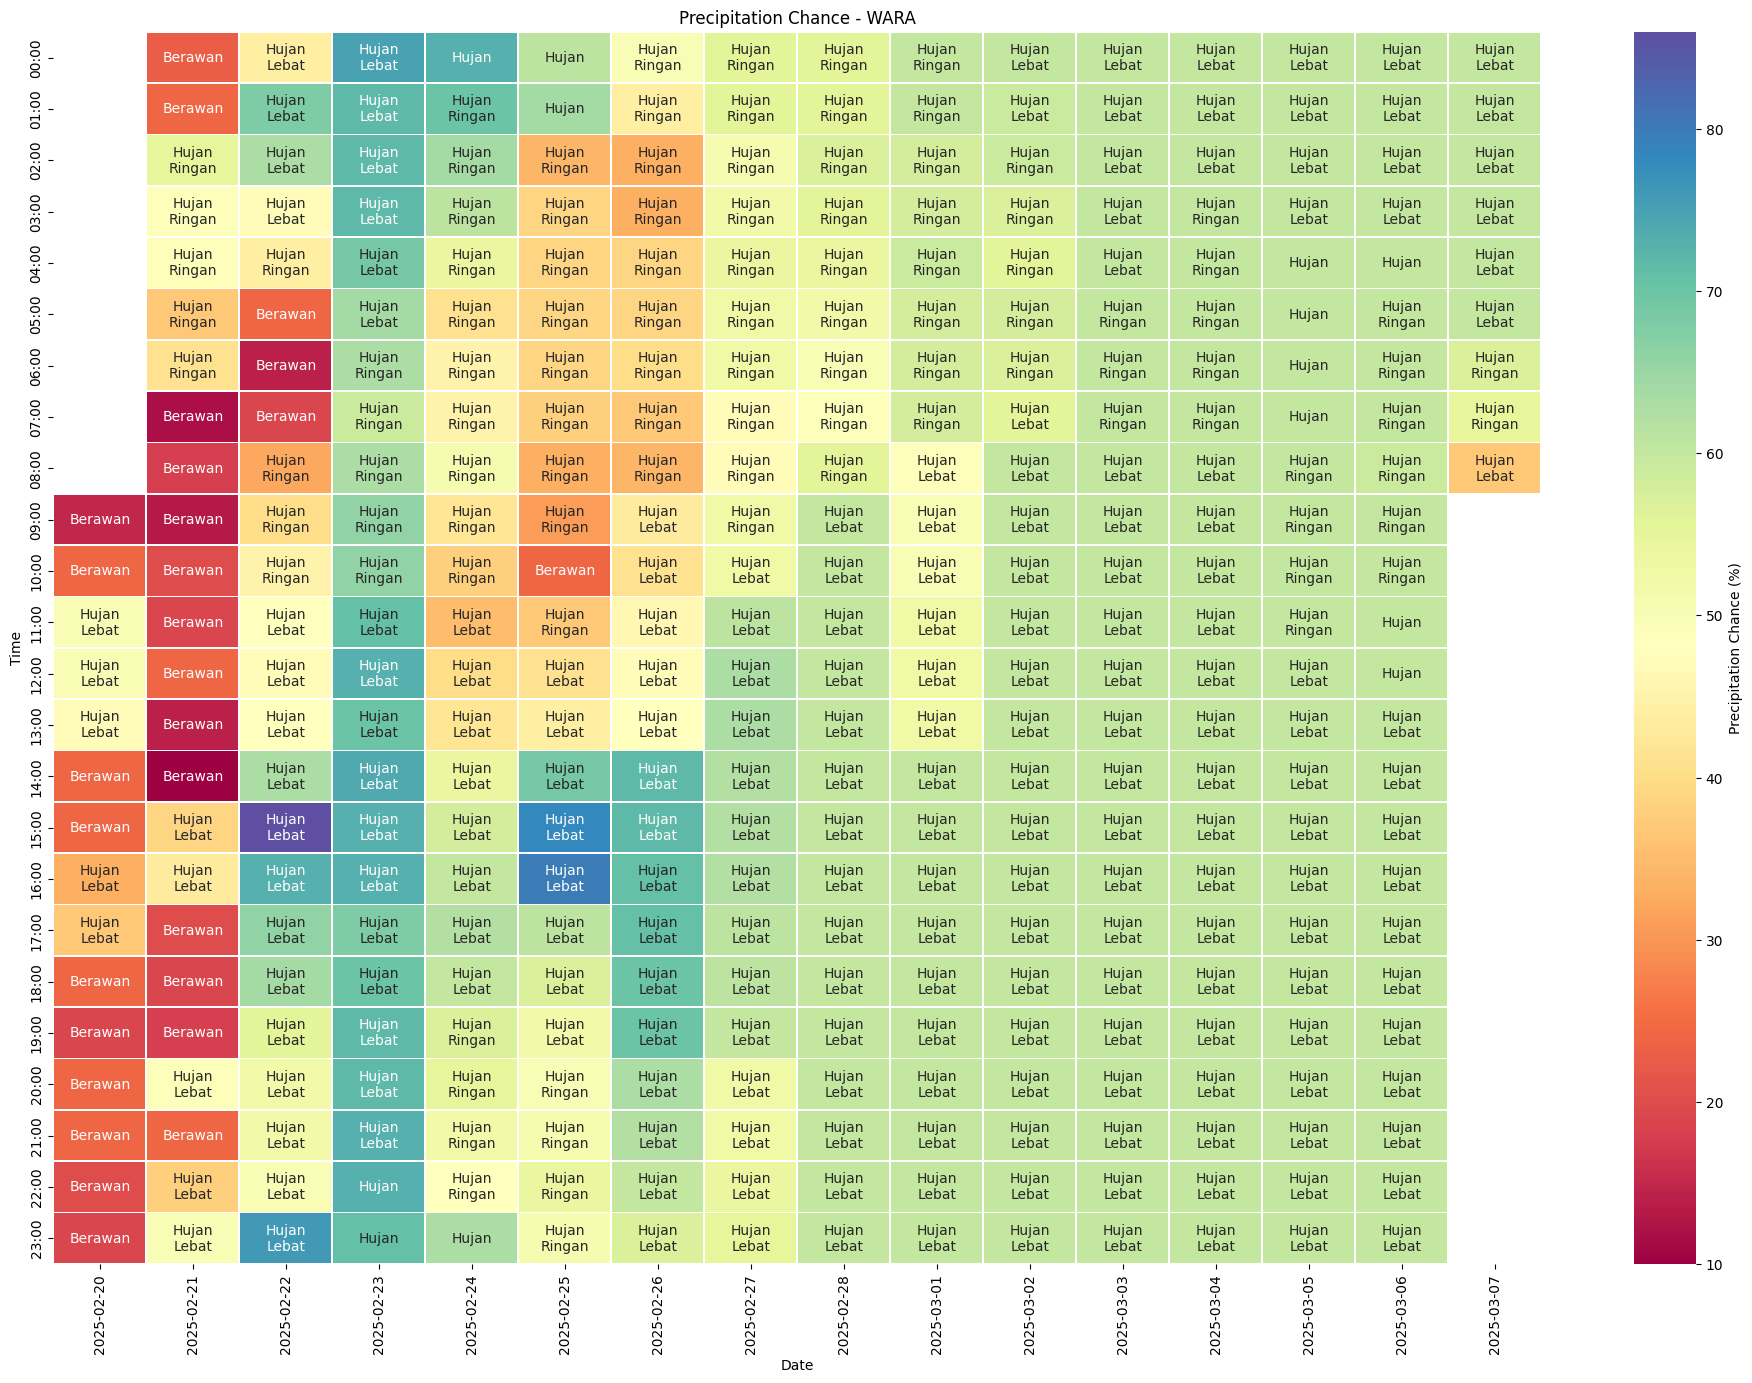 Precipitation Chance - WARA
00:00 Berawan Hujan Lebat Hujan Lebat Hujan Hujan Hujan Ringan Hujan Ringan Hujan Ringan Hujan Ringan Hujan Lebat Hujan Lebat Hujan Lebat Hujan Lebat Hujan Lebat Hujan Lebat
01:00 Berawan Hujan Lebat Hujan Lebat Hujan Ringan Hujan Hujan Ringan Hujan Ringan Hujan Ringan Hujan Ringan Hujan Lebat Hujan Lebat Hujan Lebat Hujan Lebat Hujan Lebat Hujan Lebat
02:00 Hujan Ringan Hujan Lebat Hujan Lebat Hujan Ringan Hujan Ringan Hujan Ringan Hujan Ringan Hujan Ringan Hujan Ringan Hujan Ringan Hujan Lebat Hujan Lebat Hujan Lebat Hujan Lebat Hujan Lebat
03:00 Hujan Ringan Hujan Lebat Hujan Lebat Hujan Ringan Hujan Ringan Hujan Ringan Hujan Ringan Hujan Ringan Hujan Ringan Hujan Ringan Hujan Lebat Hujan Ringan Hujan Lebat Hujan Lebat Hujan Lebat
04:00 Hujan Ringan Hujan Ringan Hujan Lebat Hujan Ringan Hujan Ringan Hujan Ringan Hujan Ringan Hujan Ringan Hujan Ringan Hujan Ringan Hujan Lebat Hujan Ringan Hujan Hujan Hujan Lebat
05:00 Hujan Ringan Berawan Hujan Lebat Hujan Ringan Hujan Ringan Hujan Ringan Hujan Ringan Hujan Ringan Hujan Ringan Hujan Ringan Hujan Ringan Hujan Ringan Hujan Hujan Ringan Hujan Lebat
06:00 Hujan Ringan Berawan Hujan Ringan Hujan Ringan Hujan Ringan Hujan Ringan Hujan Ringan Hujan Ringan Hujan Ringan Hujan Ringan Hujan Ringan Hujan Ringan Hujan Hujan Ringan Hujan Ringan
07:00 Berawan Berawan Hujan Ringan Hujan Ringan Hujan Ringan Hujan Ringan Hujan Ringan Hujan Ringan Hujan Ringan Hujan Lebat Hujan Ringan Hujan Ringan Hujan Hujan Ringan Hujan Ringan
08:00 Berawan Hujan Ringan Hujan Ringan Hujan Ringan Hujan Ringan Hujan Ringan Hujan Ringan Hujan Ringan Hujan Lebat Hujan Lebat Hujan Lebat Hujan Lebat Hujan Ringan Hujan Ringan Hujan Lebat
09:00 Berawan Berawan Hujan Ringan Hujan Ringan Hujan Ringan Hujan Ringan Hujan Lebat Hujan Ringan Hujan Lebat Hujan Lebat Hujan Lebat Hujan Lebat Hujan Lebat Hujan Ringan Hujan Ringan
10:00 Berawan Berawan Hujan Ringan Hujan Ringan Hujan Ringan Berawan Hujan Lebat Hujan Lebat Hujan Lebat Hujan Lebat Hujan Lebat Hujan Lebat Hujan Lebat Hujan Ringan Hujan Ringan
11:00 Hujan Lebat Berawan Hujan Lebat Hujan Lebat Hujan Lebat Hujan Ringan Hujan Lebat Hujan Lebat Hujan Lebat Hujan Lebat Hujan Lebat Hujan Lebat Hujan Lebat Hujan Ringan Hujan
12:00 Hujan Lebat Berawan Hujan Lebat Hujan Lebat Hujan Lebat Hujan Lebat Hujan Lebat Hujan Lebat Hujan Lebat Hujan Lebat Hujan Lebat Hujan Lebat Hujan Lebat Hujan Lebat Hujan
13:00 Hujan Lebat Berawan Hujan Lebat Hujan Lebat Hujan Lebat Hujan Lebat Hujan Lebat Hujan Lebat Hujan Lebat Hujan Lebat Hujan Lebat Hujan Lebat Hujan Lebat Hujan Lebat Hujan Lebat
14:00 Berawan Berawan Hujan Lebat Hujan Lebat Hujan Lebat Hujan Lebat Hujan Lebat Hujan Lebat Hujan Lebat Hujan Lebat Hujan Lebat Hujan Lebat Hujan Lebat Hujan Lebat Hujan Lebat
15:00 Berawan Hujan Lebat Hujan Lebat Hujan Lebat Hujan Lebat Hujan Lebat Hujan Lebat Hujan Lebat Hujan Lebat Hujan Lebat Hujan Lebat Hujan Lebat Hujan Lebat Hujan Lebat Hujan Lebat
16:00 Hujan Lebat Hujan Lebat Hujan Lebat Hujan Lebat Hujan Lebat Hujan Lebat Hujan Lebat Hujan Lebat Hujan Lebat Hujan Lebat Hujan Lebat Hujan Lebat Hujan Lebat Hujan Lebat Hujan Lebat
17:00 Hujan Lebat Berawan Hujan Lebat Hujan Lebat Hujan Lebat Hujan Lebat Hujan Lebat Hujan Lebat Hujan Lebat Hujan Lebat Hujan Lebat Hujan Lebat Hujan Lebat Hujan Lebat Hujan Lebat
18:00 Berawan Berawan Hujan Lebat Hujan Lebat Hujan Lebat Hujan Lebat Hujan Lebat Hujan Lebat Hujan Lebat Hujan Lebat Hujan Lebat Hujan Lebat Hujan Lebat Hujan Lebat Hujan Lebat
19:00 Berawan Berawan Hujan Lebat Hujan Lebat Hujan Ringan Hujan Lebat Hujan Lebat Hujan Lebat Hujan Lebat Hujan Lebat Hujan Lebat Hujan Lebat Hujan Lebat Hujan Lebat Hujan Lebat
20:00 Berawan Hujan Lebat Hujan Lebat Hujan Lebat Hujan Ringan Hujan Ringan Hujan Lebat Hujan Lebat Hujan Lebat Hujan Lebat Hujan Lebat Hujan Lebat Hujan Lebat Hujan Lebat Hujan Lebat
21:00 Berawan Berawan Hujan Lebat Hujan Lebat Hujan Ringan Hujan Ringan Hujan Lebat Hujan Lebat Hujan Lebat Hujan Lebat Hujan Lebat Hujan Lebat Hujan Lebat Hujan Lebat Hujan Lebat
22:00 Berawan Hujan Lebat Hujan Lebat Hujan Hujan Ringan Hujan Ringan Hujan Lebat Hujan Lebat Hujan Lebat Hujan Lebat Hujan Lebat Hujan Lebat Hujan Lebat Hujan Lebat Hujan Lebat
23:00 Berawan Hujan Lebat Hujan Lebat Hujan Hujan Hujan Ringan Hujan Lebat Hujan Lebat Hujan Lebat Hujan Lebat Hujan Lebat Hujan Lebat Hujan Lebat Hujan Lebat Hujan Lebat
Time
2025-02-20 2025-02-21 2025-02-22 2025-02-23 2025-02-24 2025-02-25 2025-02-26 2025-02-27 2025-02-28 2025-03-01 2025-03-02 2025-03-03 2025-03-04 2025-03-05 2025-03-06 2025-03-07
Date
80
70
60
50
40
30
20
10
Precipitation Chance (%)